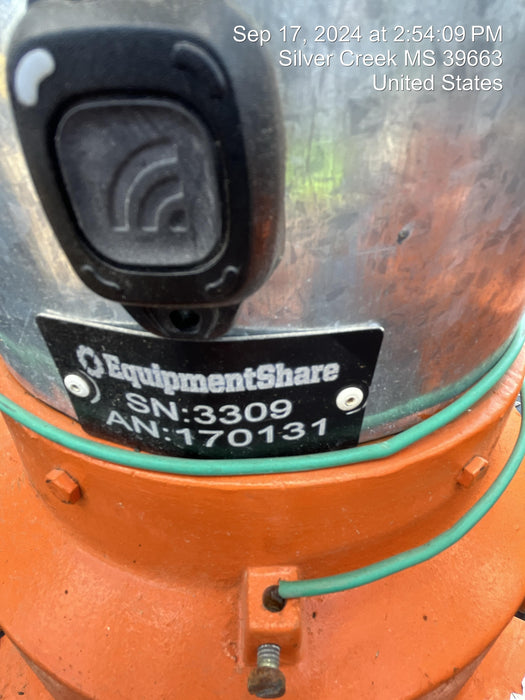 Sep 17, 2024 at 2:54:09 PM
Silver Creek MS 39663
United States
EquipmentShare
SN:3309
AN:170131